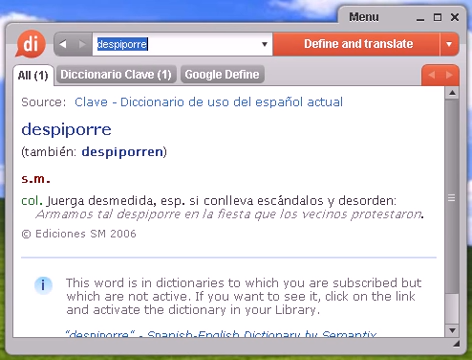 Menu
di
despiporre
Define and translate
All (1)
Diccionario Clave (1)
Google Define
Source: Clave - Diccionario de uso del español actual
despiporre
(también: despiporren)
s.m.
col. Juerga desmedida, esp. si conlleva escándalos y desorden:
Armamos tal despiporre en la fiesta que los vecinos protestaron.
© Ediciones SM 2006
i
This word is in dictionaries to which you are subscribed but
which are not active. If you want to see it, click on the link
and activate the dictionary in your Library.
"despiporre" - Spanish-English Dictionary by Semantix